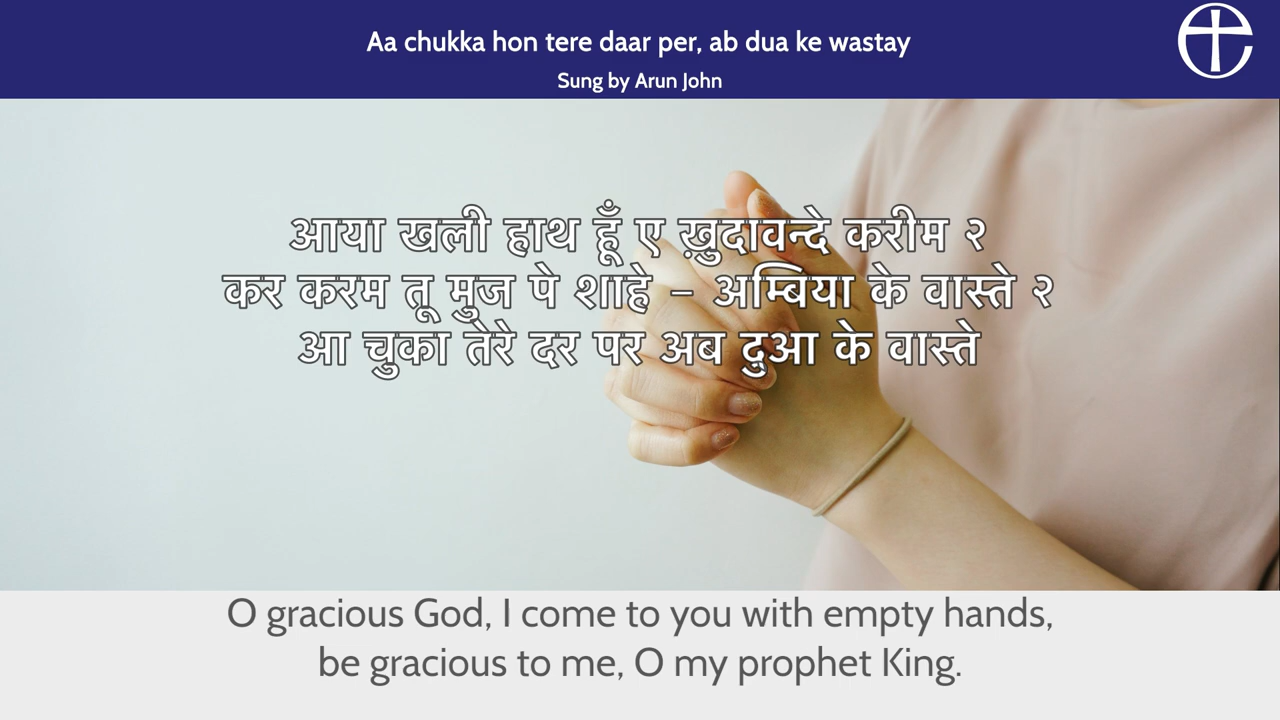 Aa chukka hon tere daar per, ab dua ke wastay
Sung by Arun John
आया खली हाथ हूँ ए ख़ुदावन्दे करीम २
कर करम तू मुज पे शाहे - अम्बिया के वास्ते २
आ चुका तेरे दर पर अब दुआ के वास्ते
O gracious God, I come to you with empty hands,
be gracious to me, O my prophet King.